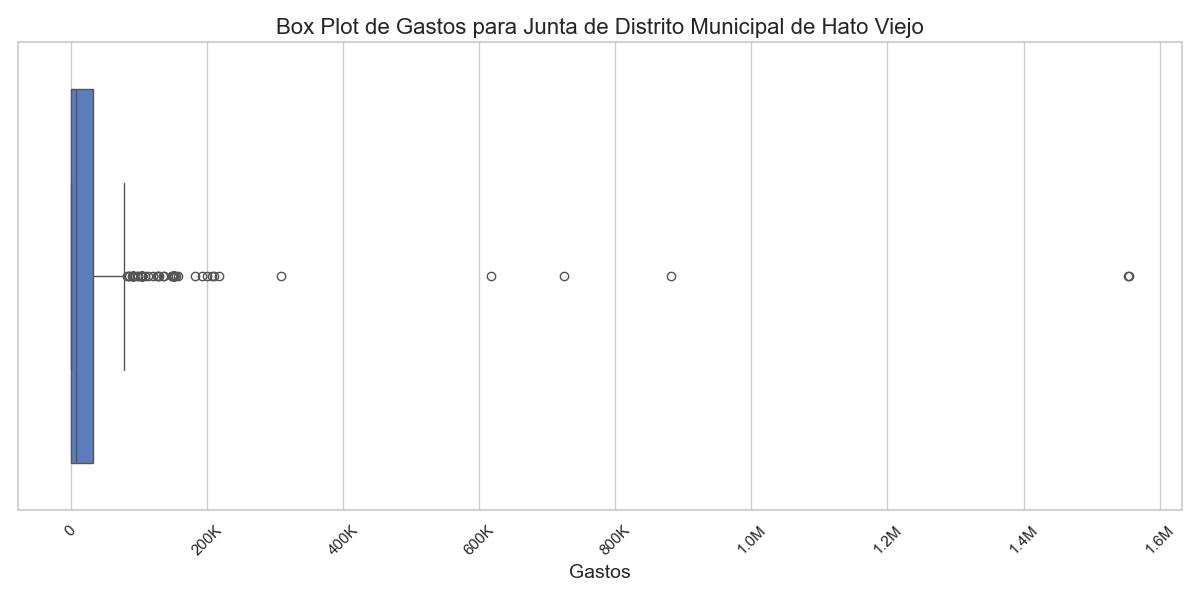 Box Plot de Gastos para Junta de Distrito Municipal de Hato Viejo
0
200K
400K
600K
800K
1.0M
1.2M
1.4M
1.6M
Gastos